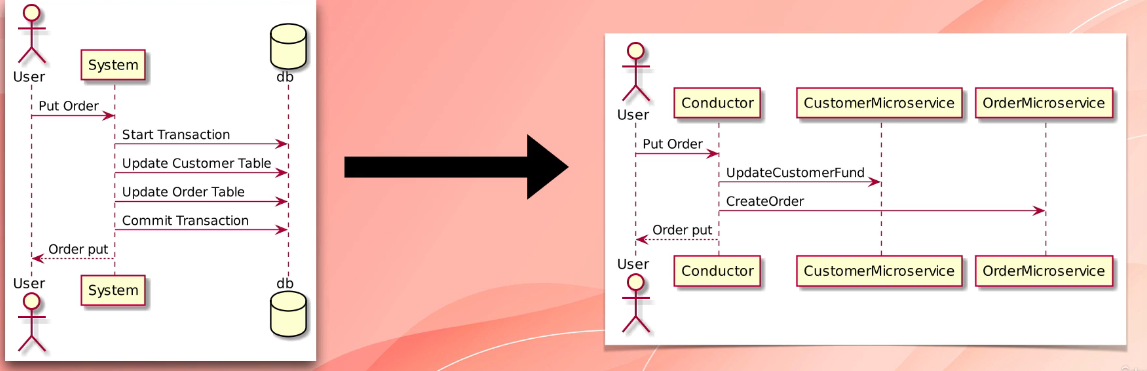 User
System
db
Put Order
Start Transaction
Update Customer Table
Update Order Table
Commit Transaction
Order put
User
System
db
User
Conductor
CustomerMicroservice
OrderMicroservice
Put Order
UpdateCustomerFund
CreateOrder
Order put
User
Conductor
CustomerMicroservice
OrderMicroservice